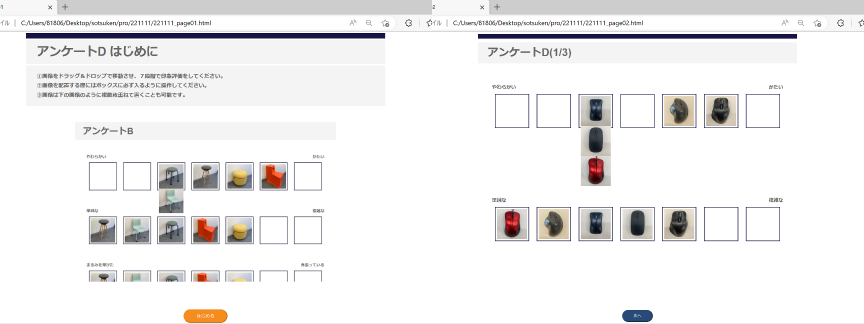 C:/Users/81806/Desktop/sotsuken/pro/221111/221111_page01.html
アンケートD はじめに
①画像をドラッグ＆ドロップで移動させ、７段階で印象評価をしてください。
②画像を配置する際にはボックスに必ず入るように操作してください。
③画像は下の画像のように複数枚重ねて置くことも可能です。
アンケートB
やわらかい かたい
単純な 複雑な
まるみを帯びた 角張っている
はじめる
C:/Users/81806/Desktop/sotsuken/pro/221111/221111_page02.html
アンケートD(1/3)
やわらかい かたい
単純な 複雑な
次へ